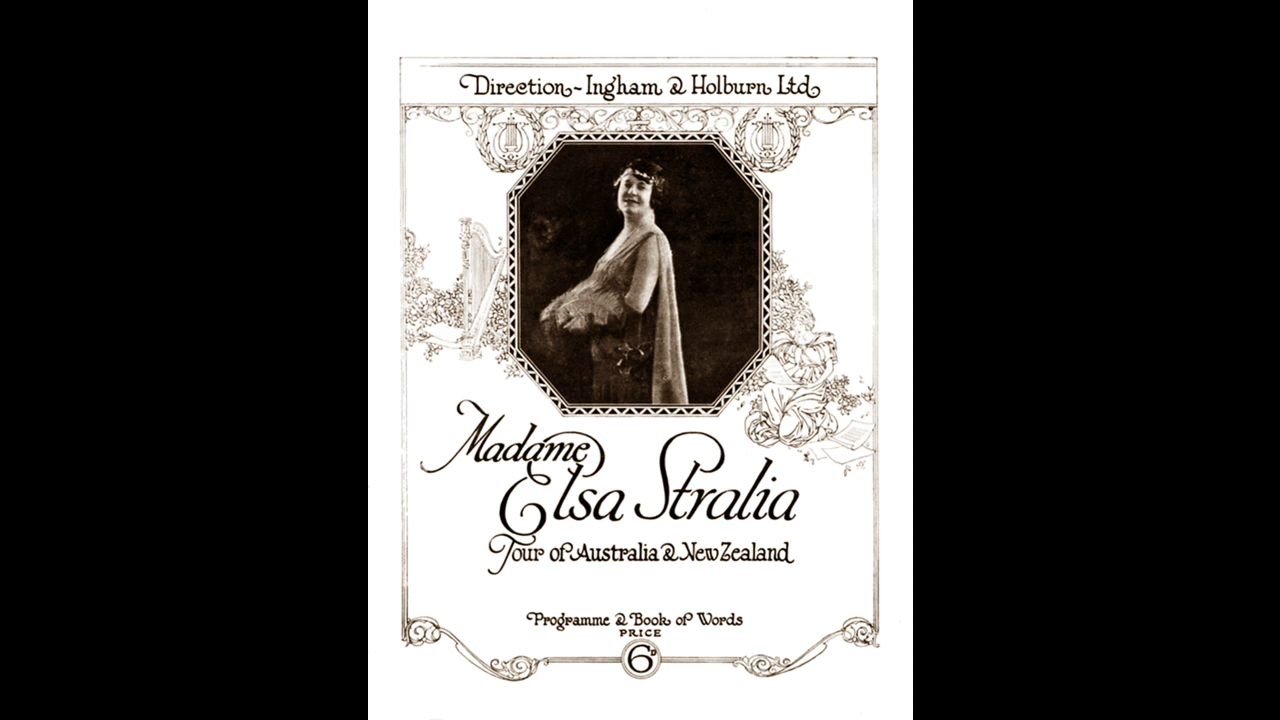 Direction~Ingham & Holburn Ltd
Madame
Elsa Stralia
Tour of Australia & New Zealand
Programme & Book of Words
PRICE
6D